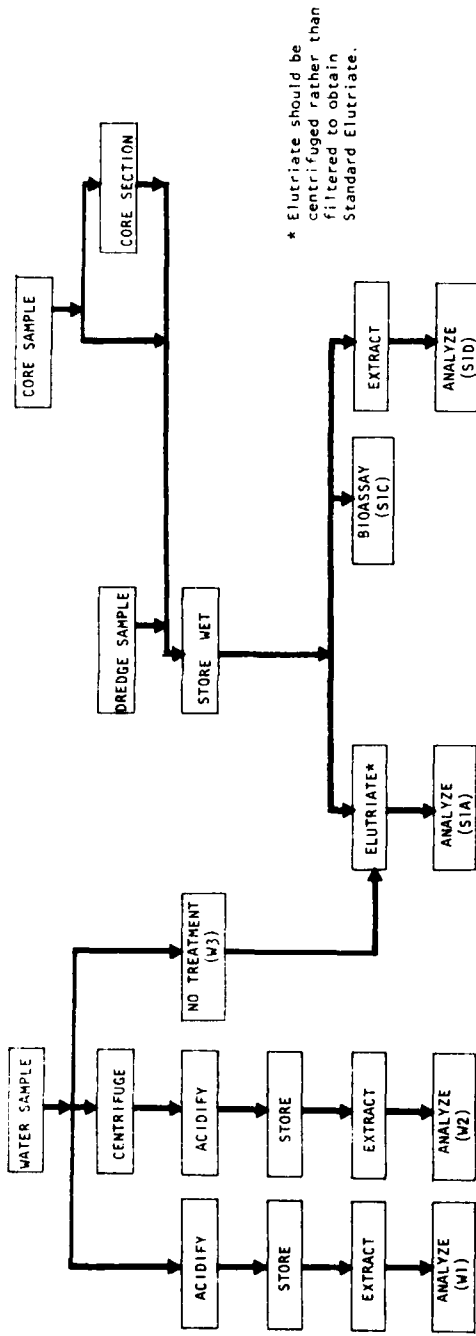 WATER SAMPLE
CENTRIFUGE
NO TREATMENT
(W3)
ACIDIFY
ACIDIFY
STORE
STORE
EXTRACT
EXTRACT
ANALYZE
(W1)
ANALYZE
(W2)
DREDGE SAMPLE
CORE SAMPLE
CORE SECTION
STORE WET
ELUTRIATE*
BIOASSAY
(S1C)
EXTRACT
ANALYZE
(S1A)
ANALYZE
(S1D)
* Elutriate should be
centrifuged rather than
filtered to obtain
Standard Elutriate.